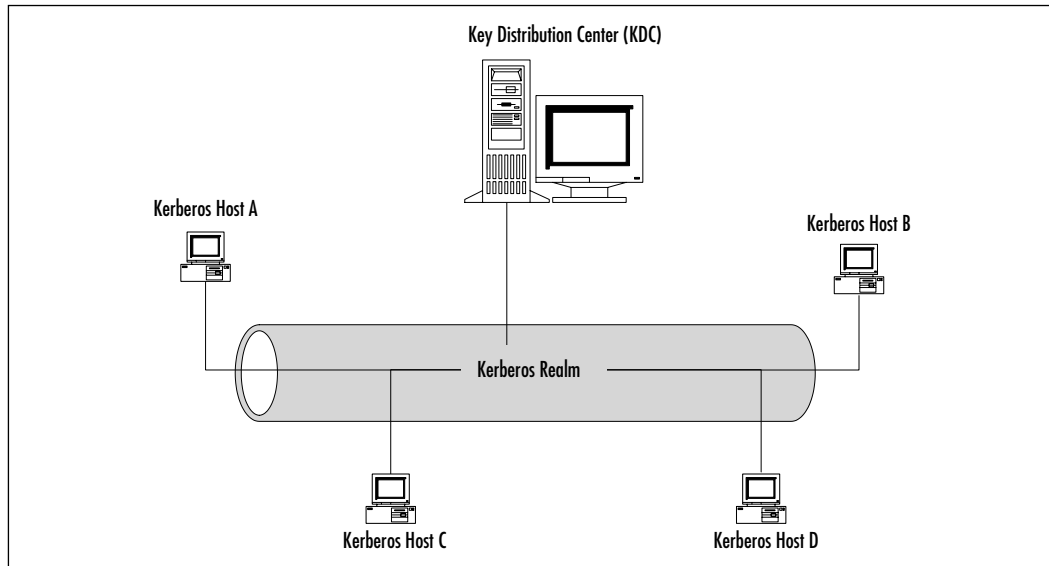 Key Distribution Center (KDC)
Kerberos Host A
Kerberos Host B
Kerberos Realm
Kerberos Host C
Kerberos Host D